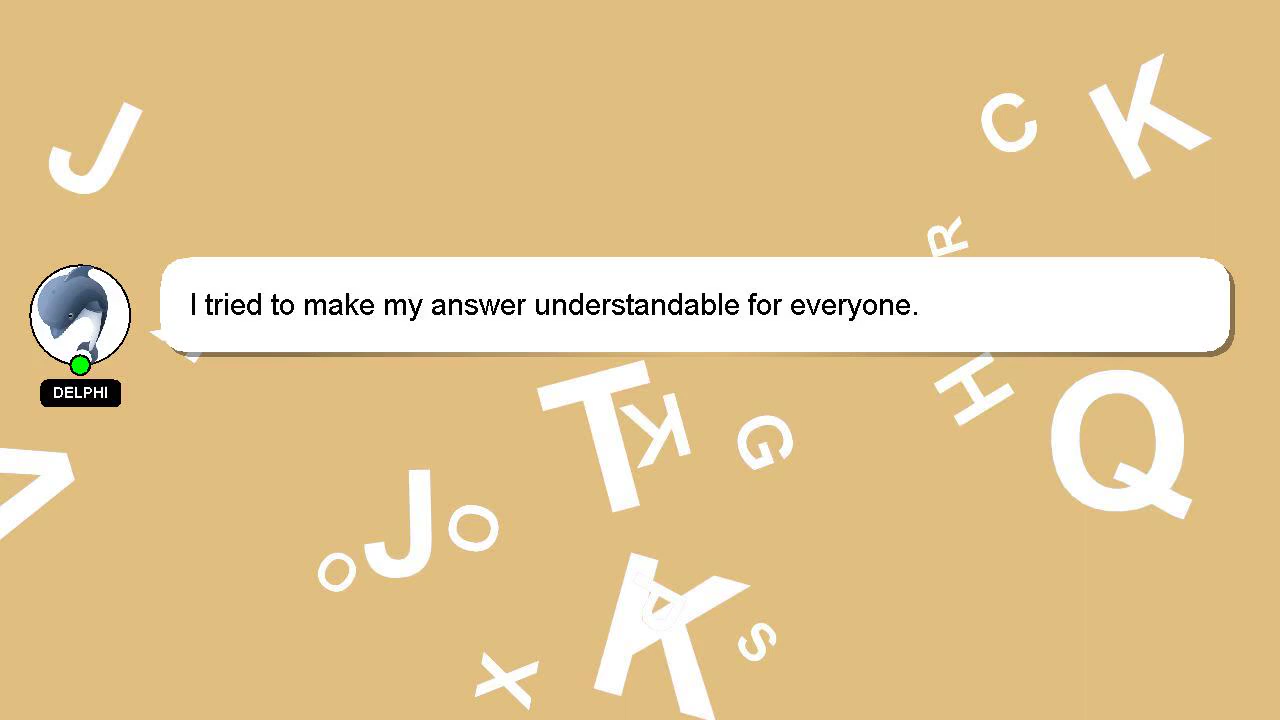 J
C
K
R
I tried to make my answer understandable for everyone.
DELPHI
T
K
G
H
Q
J
O
O
K
S
X